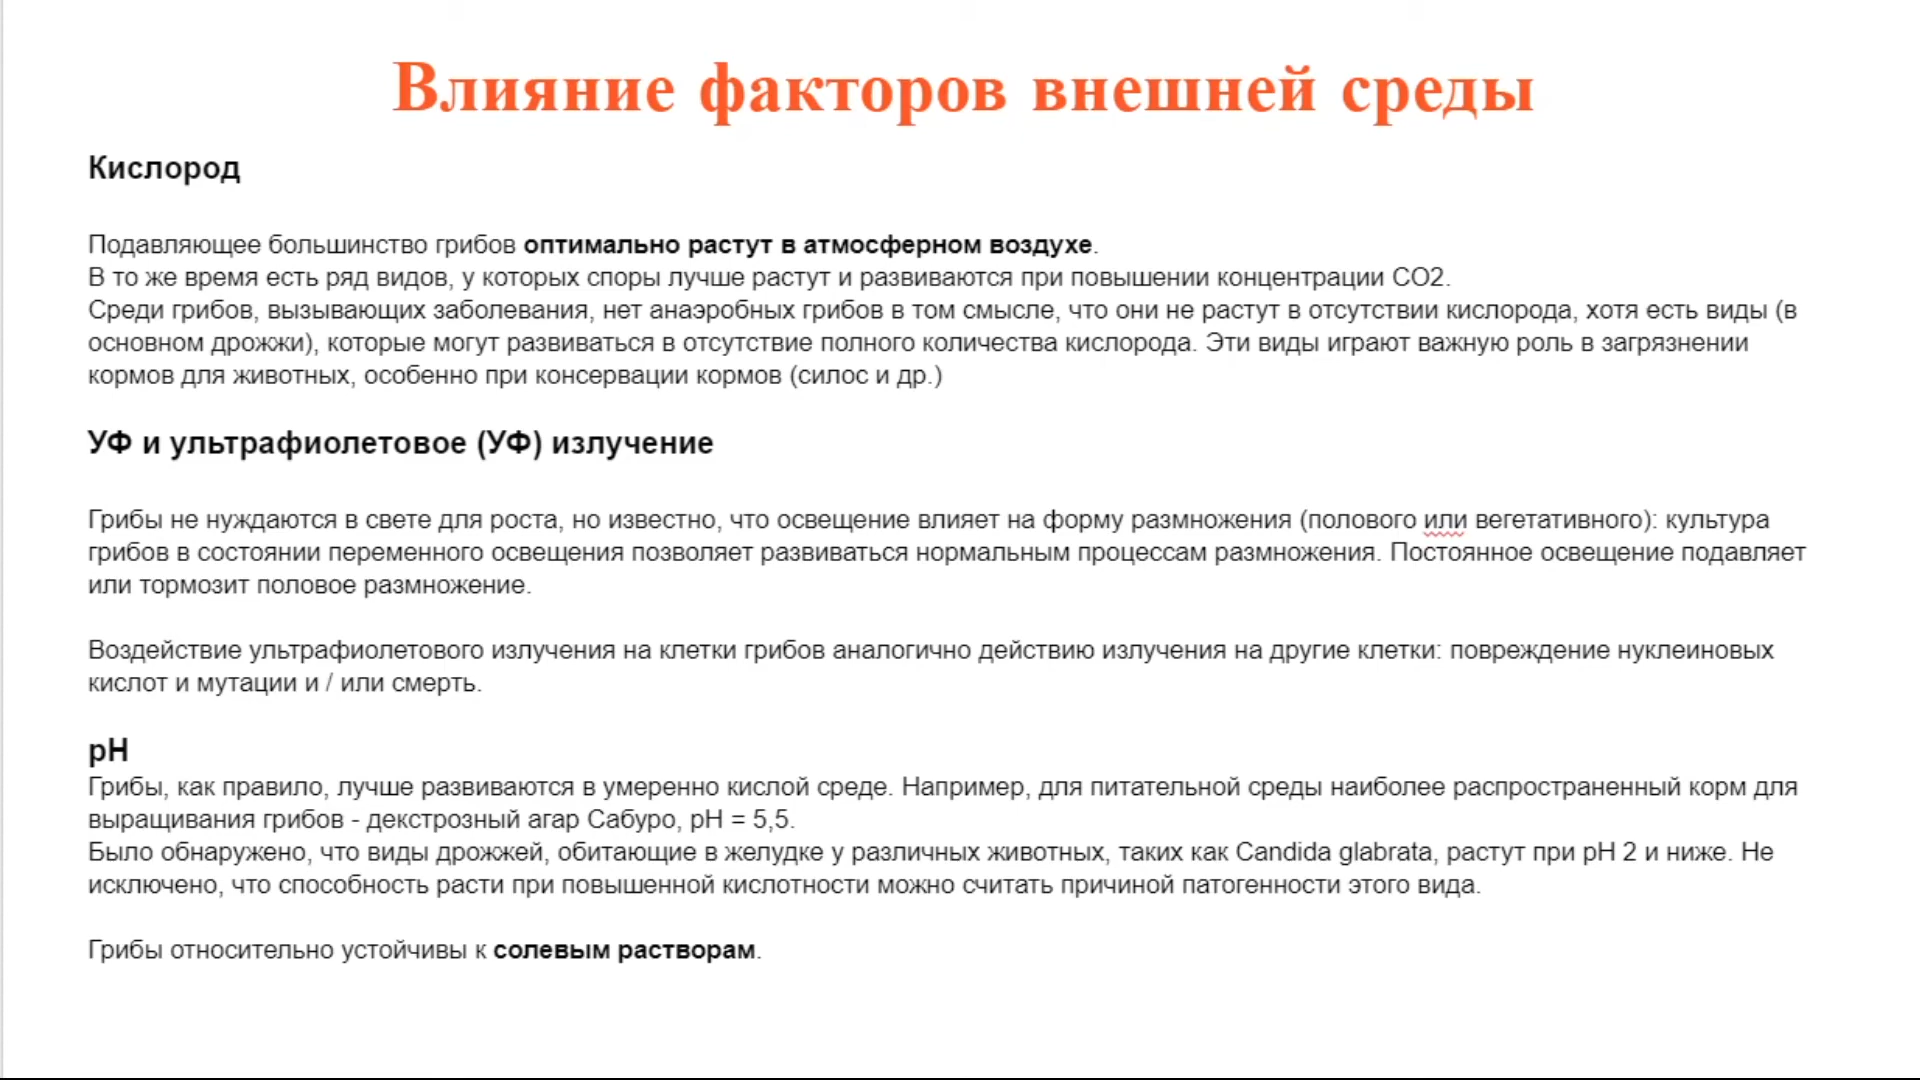 Влияние факторов внешней среды
Кислород
Подавляющее большинство грибов оптимально растут в атмосферном воздухе.
В то же время есть ряд видов, у которых споры лучше растут и развиваются при повышении концентрации СО2.
Среди грибов, вызывающих заболевания, нет анаэробных грибов в том смысле, что они не растут в отсутствии кислорода, хотя есть виды (в
основном дрожжи), которые могут развиваться в отсутствие полного количества кислорода. Эти виды играют важную роль в загрязнении
кормов для животных, особенно при консервации кормов (силос и др.)
УФ и ультрафиолетовое (УФ) излучение
Грибы не нуждаются в свете для роста, но известно, что освещение влияет на форму размножения (полового или вегетативного): культура
грибов в состоянии переменного освещения позволяет развиваться нормальным процессам размножения. Постоянное освещение подавляет
или тормозит половое размножение.
Воздействие ультрафиолетового излучения на клетки грибов аналогично действию излучения на другие клетки: повреждение нуклеиновых
кислот и мутации и / или смерть.
pH
Грибы, как правило, лучше развиваются в умеренно кислой среде. Например, для питательной среды наиболее распространенный корм для
выращивания грибов - декстрозный агар Сабуро, pH = 5,5.
Было обнаружено, что виды дрожжей, обитающие в желудке у различных животных, таких как Candida glabrata, растут при pH 2 и ниже. Не
исключено, что способность расти при повышенной кислотности можно считать причиной патогенности этого вида.
Грибы относительно устойчивы к солевым растворам.